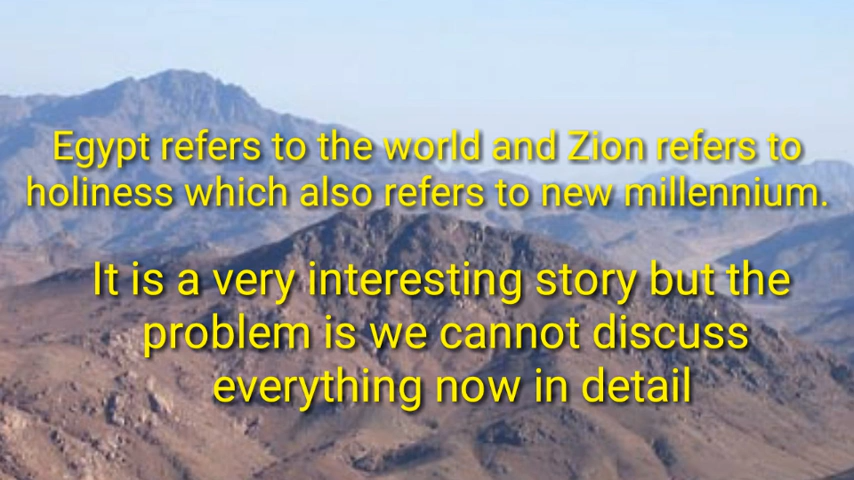 Egypt refers to the world and Zion refers to
holiness which also refers to new millennium.
It is a very interesting story but the
problem is we cannot discuss
everything now in detail